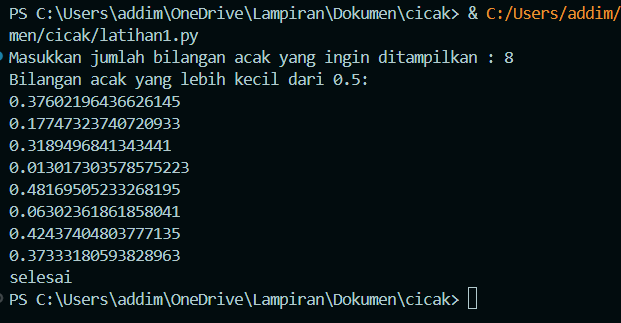 PS C:\Users\addim\OneDrive\Lampiran\Dokumen\cicak> & C:/Users/addim/
men/cicak/latihan1.py
Masukkan jumlah bilangan acak yang ingin ditampilkan : 8
Bilangan acak yang lebih kecil dari 0.5:
0.37602196436626145
0.17747323740720933
0.3189496841343441
0.013017303578575223
0.48169505233268195
0.06302361861858041
0.42437404803777135
0.37333180593828963
selesai
PS C:\Users\addim\OneDrive\Lampiran\Dokumen\cicak>